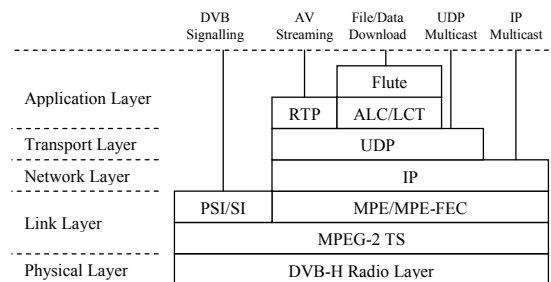 DVB Signalling
AV Streaming
File/Data Download
UDP Multicast
IP Multicast
Application Layer
Flute
RTP
ALC/LCT
Transport Layer
UDP
Network Layer
IP
Link Layer
PSI/SI
MPE/MPE-FEC
MPEG-2 TS
Physical Layer
DVB-H Radio Layer